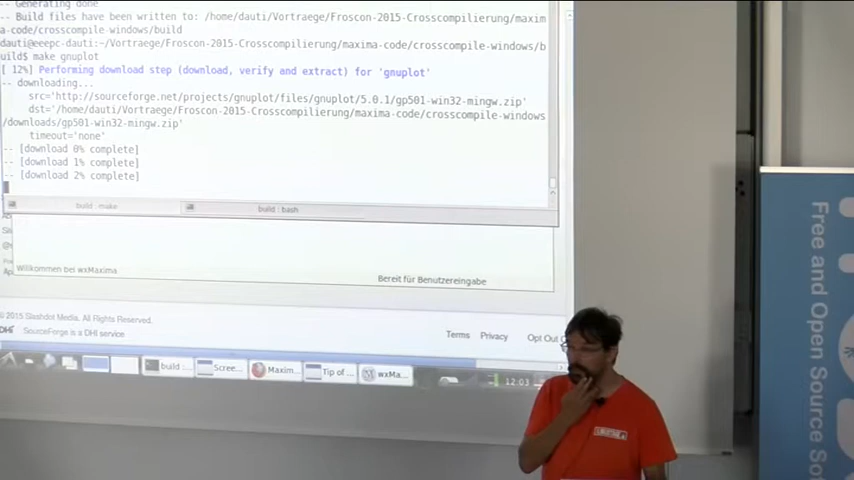 -- Generating done
-- Build files have been written to: /home/dauti/Vortraege/Froscon-2015-Crosscompilierung/maxim
a-code/crosscompile-windows/build
dauti@eeepc-dauti:~/Vortraege/Froscon-2015-Crosscompilierung/maxima-code/crosscompile-windows/b
uild$ make gnuplot
[ 12%] Performing download step (download, verify and extract) for 'gnuplot'
-- downloading...
src='http://sourceforge.net/projects/gnuplot/files/gnuplot/5.0.1/gp501-win32-mingw.zip'
dst='/home/dauti/Vortraege/Froscon-2015-Crosscompilierung/maxima-code/crosscompile-windows
/downloads/gp501-win32-mingw.zip'
timeout='none'
-- [download 0% complete]
-- [download 1% complete]
-- [download 2% complete]
build : make
build : bash
Willkommen bei wxMaxima
Bereit für Benutzereingabe
© 2015 Slashdot Media. All Rights Reserved.
SourceForge is a DHI service
Terms Privacy Opt Out
build
Scree...
Maxim...
Tip of ...
wxMa...
12:03
Free and Open Source So